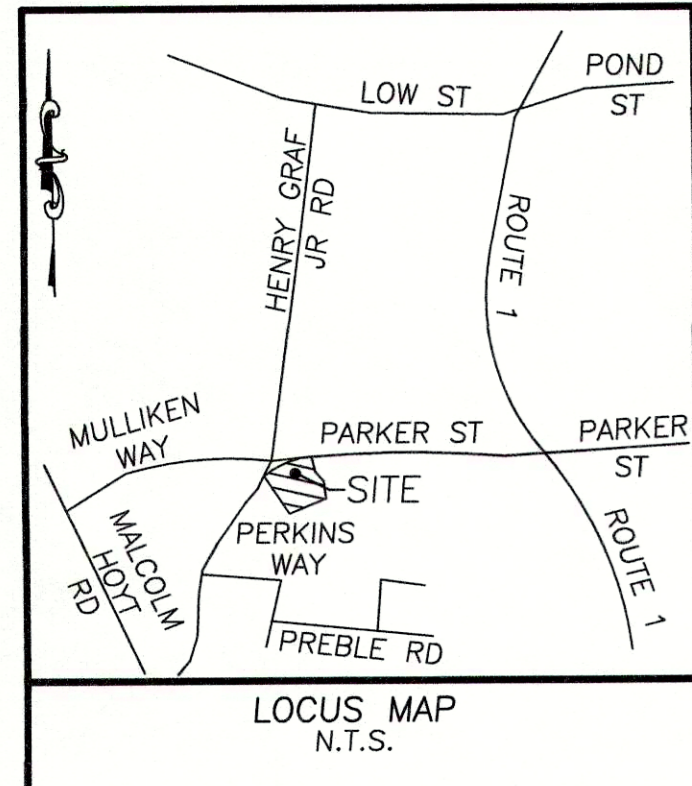 LOW ST
POND
ST
HENRY GRAF
JR RD
ROUTE 1
MULLIKEN
WAY
PARKER ST
PARKER
ST
SITE
PERKINS
WAY
MALCOLM
HOYT
RD
ROUTE 1
PREBLE RD
LOCUS MAP
N.T.S.